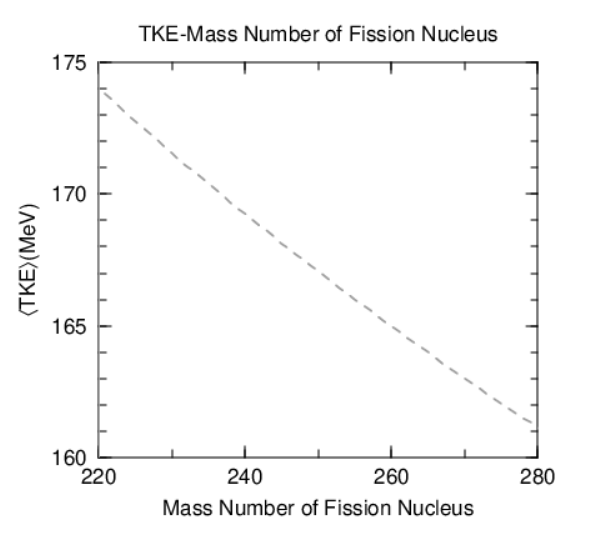 TKE-Mass Number of Fission Nucleus
175
170
165
160
⟨TKE⟩(MeV)
220 240 260 280
Mass Number of Fission Nucleus